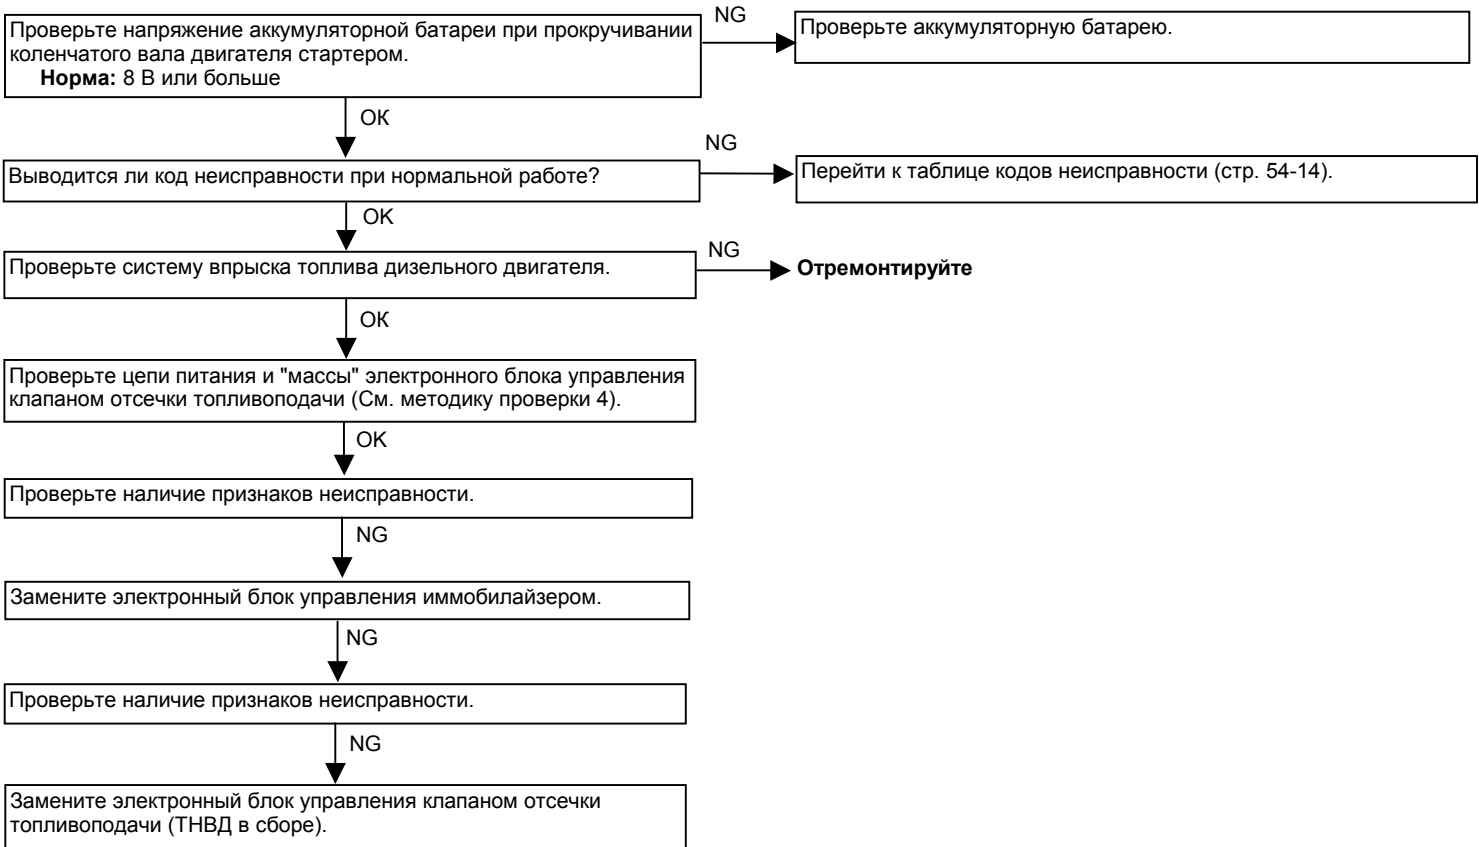 Проверьте напряжение аккумуляторной батареи при прокручивании
коленчатого вала двигателя стартером.
Норма: 8 В или больше
NG
Проверьте аккумуляторную батарею.
ОК
Выводится ли код неисправности при нормальной работе?
NG
Перейти к таблице кодов неисправности (стр. 54-14).
OK
Проверьте систему впрыска топлива дизельного двигателя.
NG
Отремонтируйте
ОК
Проверьте цепи питания и "массы" электронного блока управления
клапаном отсечки топливоподачи (См. методику проверки 4).
OK
Проверьте наличие признаков неисправности.
NG
Замените электронный блок управления иммобилайзером.
NG
Проверьте наличие признаков неисправности.
NG
Замените электронный блок управления клапаном отсечки
топливоподачи (ТНВД в сборе).